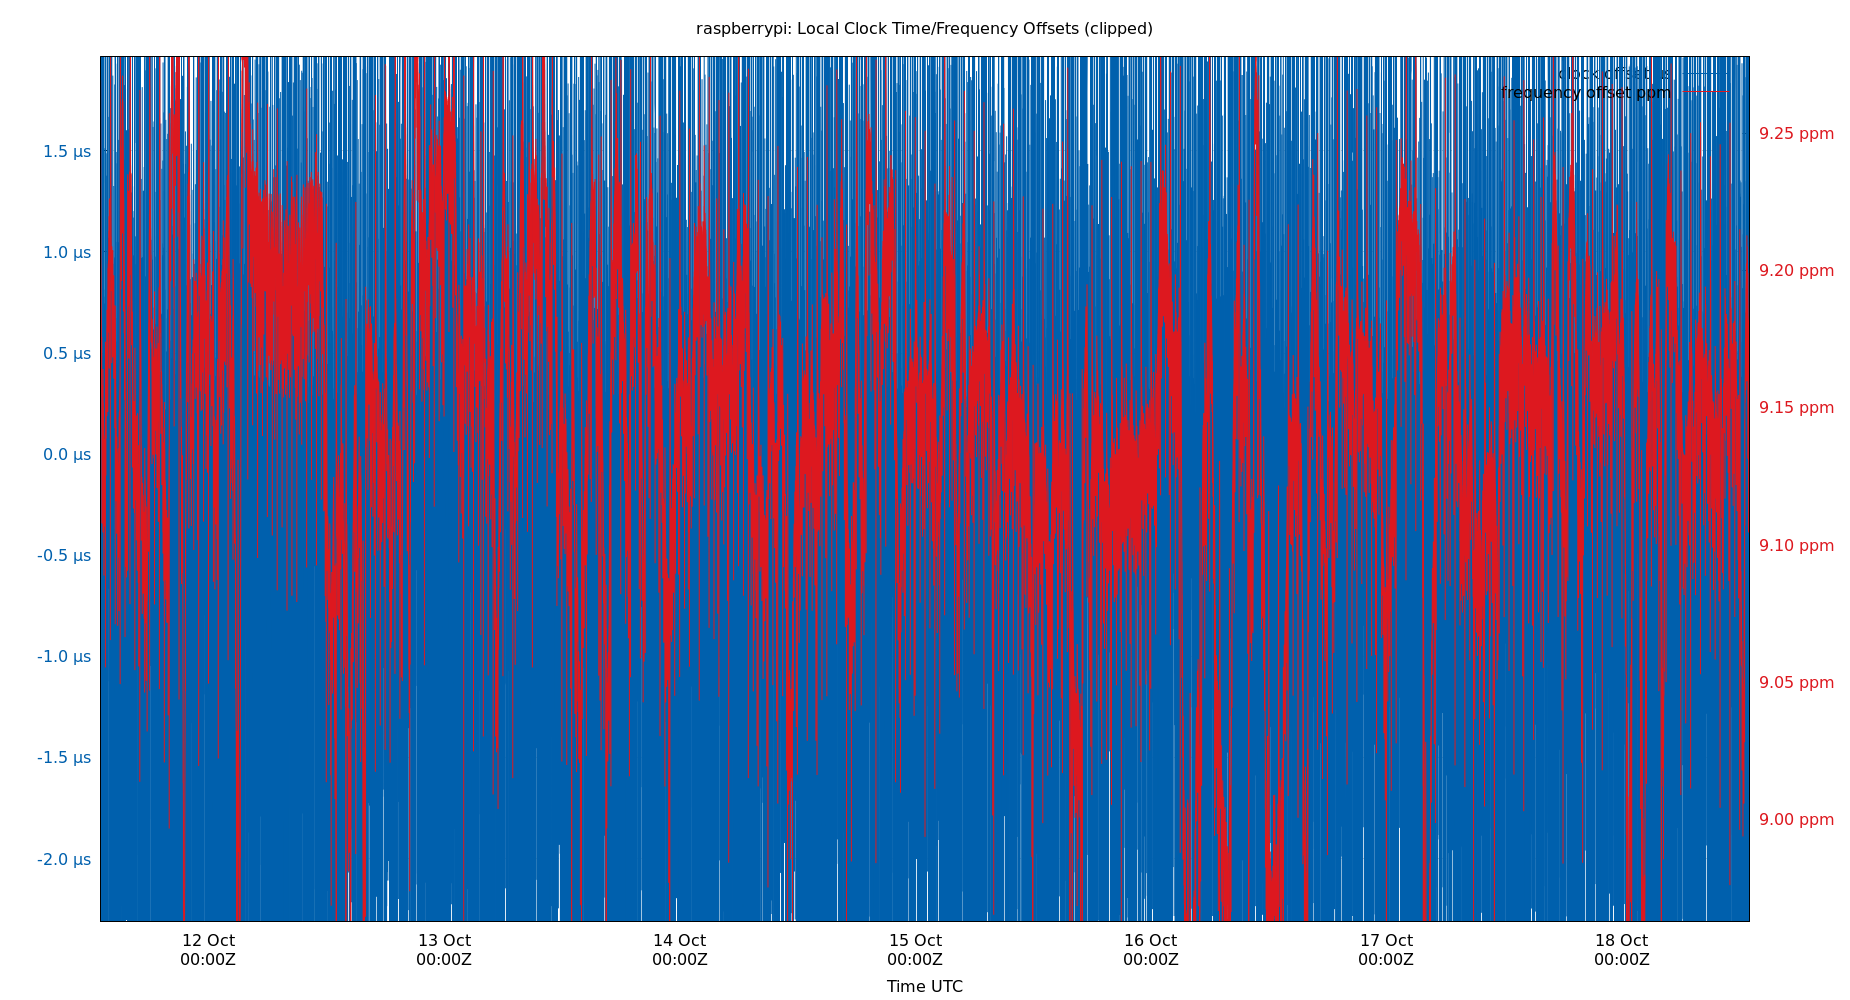 raspberrypi: Local Clock Time/Frequency Offsets (clipped)
clock offset µs
frequency offset ppm
1.5 µs
1.0 µs
0.5 µs
0.0 µs
-0.5 µs
-1.0 µs
-1.5 µs
-2.0 µs
9.25 ppm
9.20 ppm
9.15 ppm
9.10 ppm
9.05 ppm
9.00 ppm
12 Oct
00:00Z
13 Oct
00:00Z
14 Oct
00:00Z
15 Oct
00:00Z
16 Oct
00:00Z
17 Oct
00:00Z
18 Oct
00:00Z
Time UTC